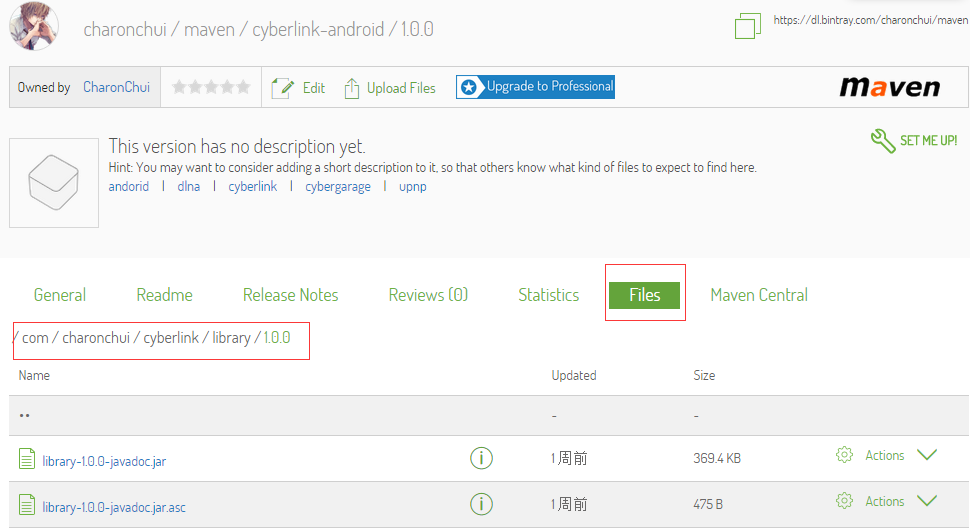 charonchui / maven / cyberlink-android / 1.0.0
https://dl.bintray.com/charonchui/maven
Owned by CharonChui
Edit
Upload Files
Upgrade to Professional
maven
This version has no description yet.
SET ME UP!
Hint: You may want to consider adding a short description to it, so that others know what kind of files to expect to find here.
andorid | dlna | cyberlink | cybergarage | upnp
General Readme Release Notes Reviews (0) Statistics Files Maven Central
/ com / charonchui / cyberlink / library / 1.0.0
Name Updated Size
•• - -
library-1.0.0-javadoc.jar 1 周前 369.4 KB Actions
library-1.0.0-javadoc.jar.asc 1 周前 475 B Actions